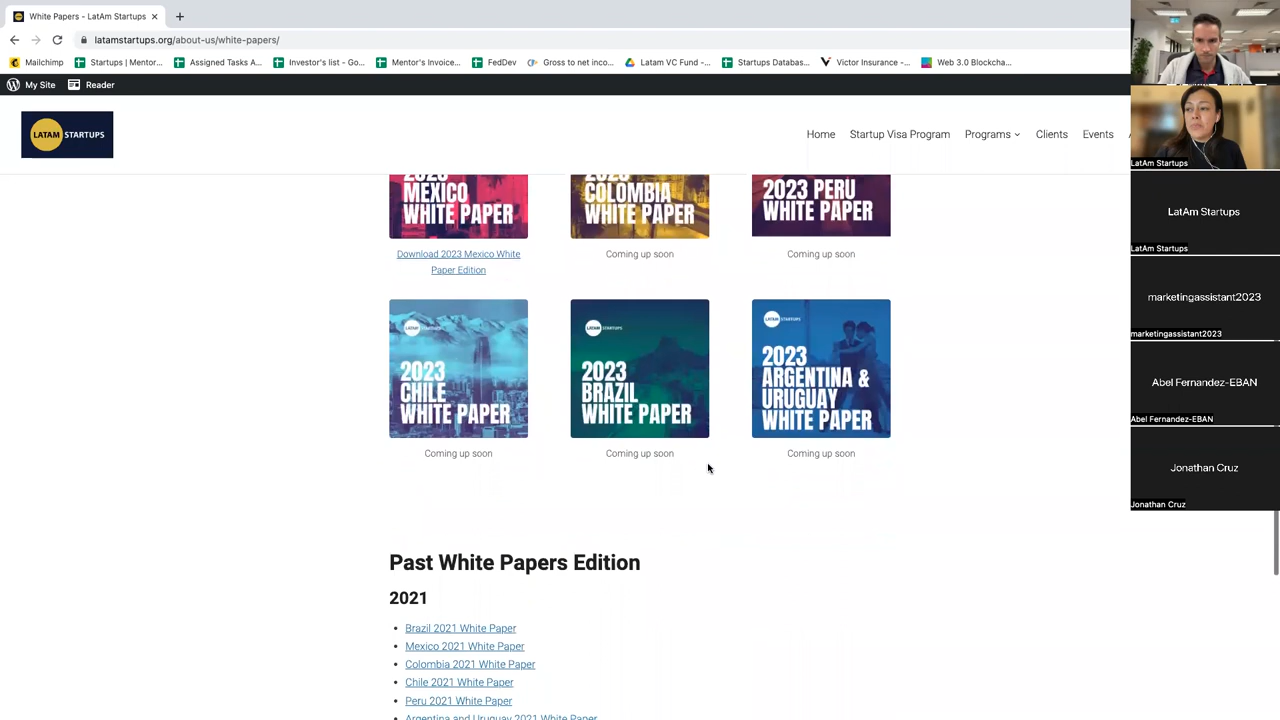 White Papers - LatAm Startups
latamstartups.org/about-us/white-papers/
Mailchimp
Startups | Mentor...
Assigned Tasks A...
Investor's list - Go...
Mentor's Invoice...
FedDev
Gross to net inco...
Latam VC Fund -...
Startups Databas...
Victor Insurance -...
Web 3.0 Blockcha...
My Site
Reader
LATAM STARTUPS
Home
Startup Visa Program
Programs
Clients
Events
MEXICO
WHITE PAPER
COLOMBIA
WHITE PAPER
2023 PERU
WHITE PAPER
Download 2023 Mexico White
Paper Edition
Coming up soon
Coming up soon
LATAM STARTUPS
2023
CHILE
WHITE PAPER
LATAM STARTUPS
2023
BRAZIL
WHITE PAPER
LATAM STARTUPS
2023
ARGENTINA &
URUGUAY
WHITE PAPER
Coming up soon
Coming up soon
Coming up soon
Past White Papers Edition
2021
Brazil 2021 White Paper
Mexico 2021 White Paper
Colombia 2021 White Paper
Chile 2021 White Paper
Peru 2021 White Paper
Argentina and Uruguay 2021 White Paper
LatAm Startups
LatAm Startups
LatAm Startups
marketingassistant2023
marketingassistant2023
Abel Fernandez-EBAN
Abel Fernandez-EBAN
Jonathan Cruz
Jonathan Cruz